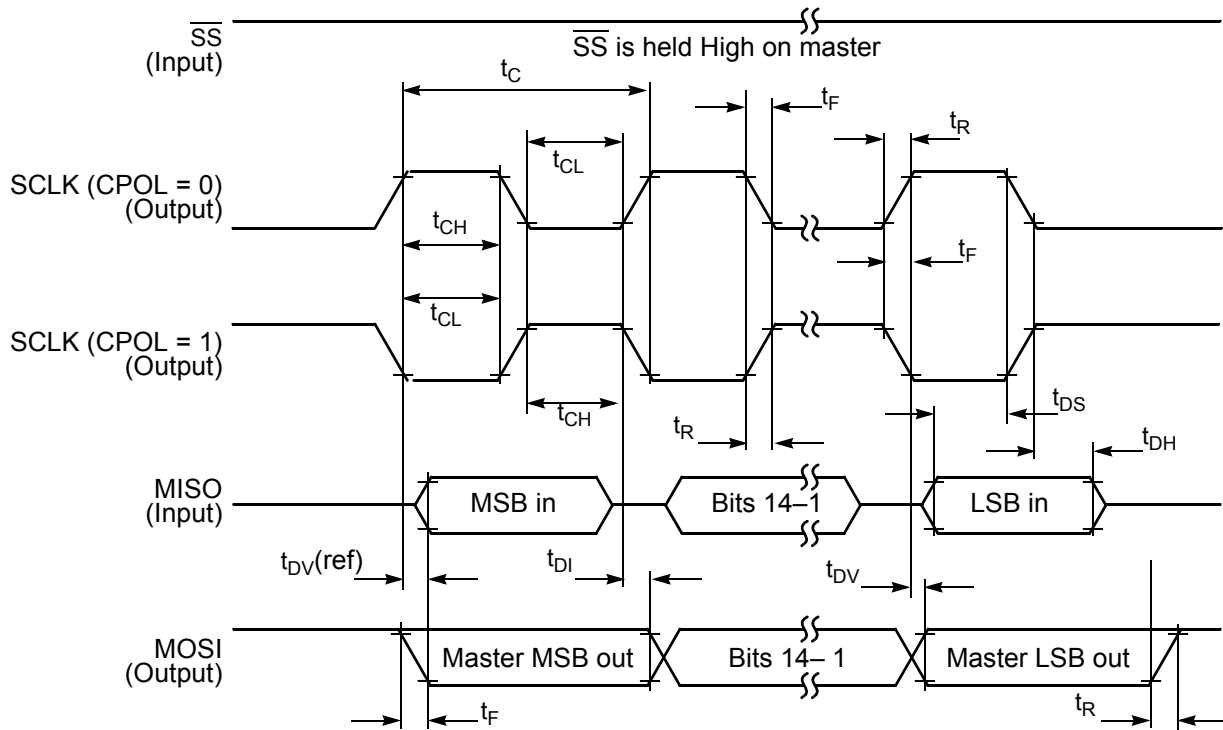 SS
(Input)
SS is held High on master
tC
tF
tR
tCL
SCLK (CPOL = 0)
(Output)
tCH
tF
tCL
SCLK (CPOL = 1)
(Output)
tCH
tDS
tR
tDH
MISO
(Input)
MSB in
Bits 14–1
LSB in
tDV(ref)
tDI
tDV
MOSI
(Output)
Master MSB out
Bits 14– 1
Master LSB out
tF
tR